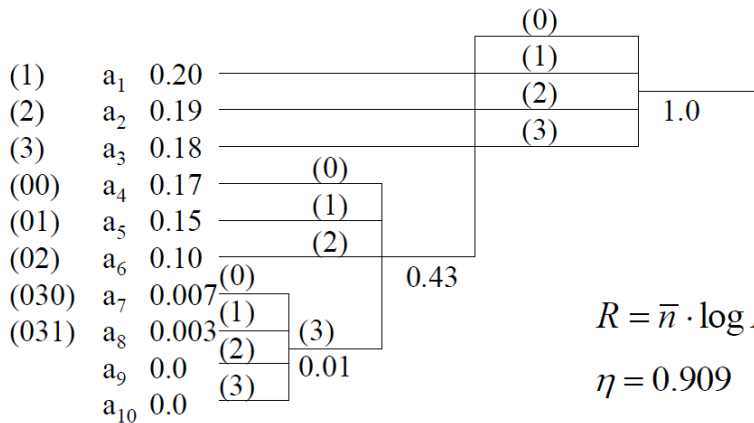 (0)
(1)
(1) a₁ 0.20
(2)
(2) a₂ 0.19
1.0
(3)
(3) a₃ 0.18
(0)
(00) a₄ 0.17
(1)
(01) a₅ 0.15
(2)
(02) a₆ 0.10
0.43
(0)
(030) a₇ 0.007
(1)
(031) a₈ 0.003
(3)
(2)
0.01
a₉ 0.0
(3)
a₁₀ 0.0
R = n̅ · log
η = 0.909